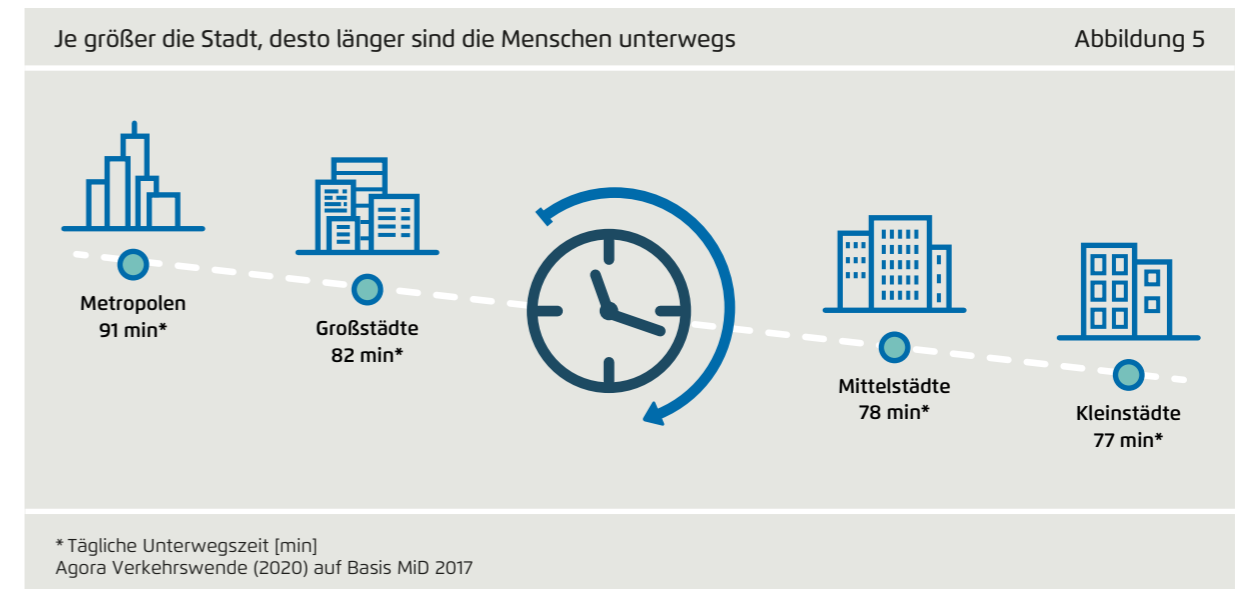 Je größer die Stadt, desto länger sind die Menschen unterwegs
Abbildung 5
Metropolen
91 min*
Großstädte
82 min*
Mittelstädte
78 min*
Kleinstädte
77 min*
* Tägliche Unterwegszeit [min]
Agora Verkehrswende (2020) auf Basis MiD 2017